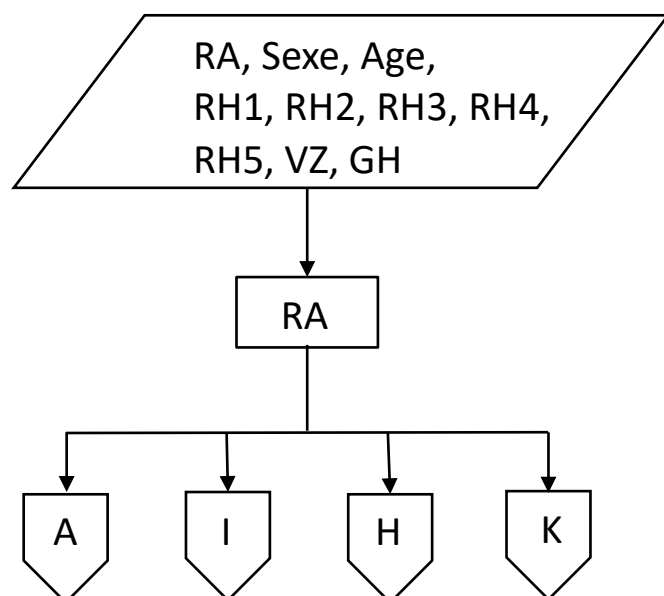 RA, Sexe, Age,
RH1, RH2, RH3, RH4,
RH5, VZ, GH
RA
A
I
H
K